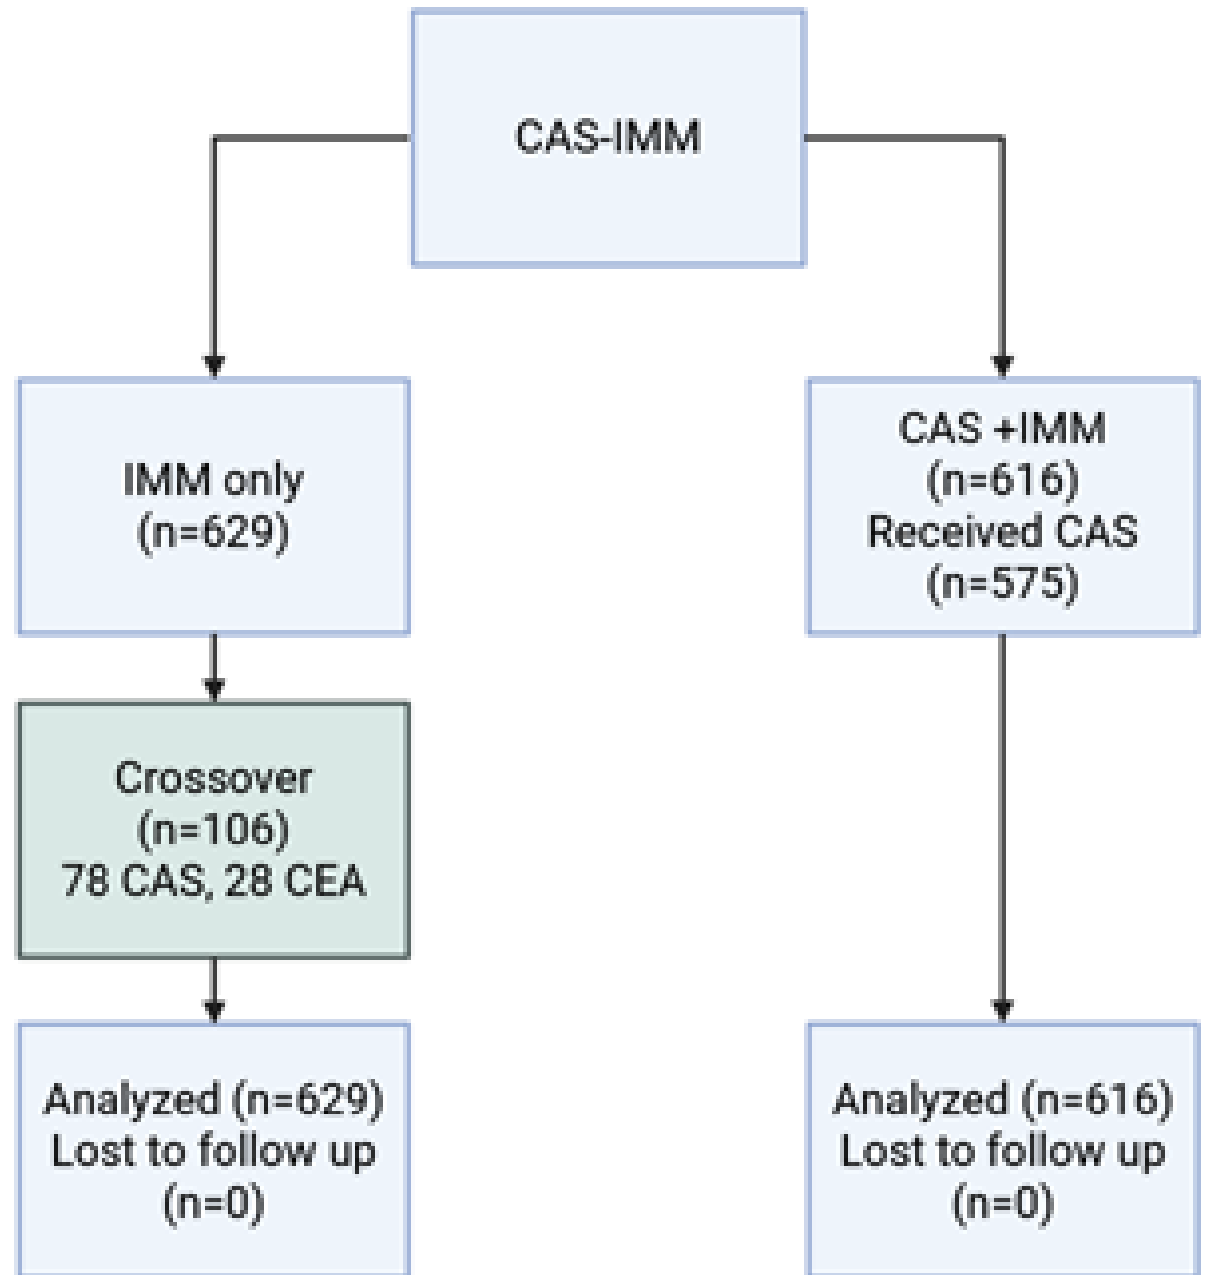 CAS-IMM
IMM only
(n=629)
CAS +IMM
(n=616)
Received CAS
(n=575)
Crossover
(n=106)
78 CAS, 28 CEA
Analyzed (n=629)
Lost to follow up
(n=0)
Analyzed (n=616)
Lost to follow up
(n=0)